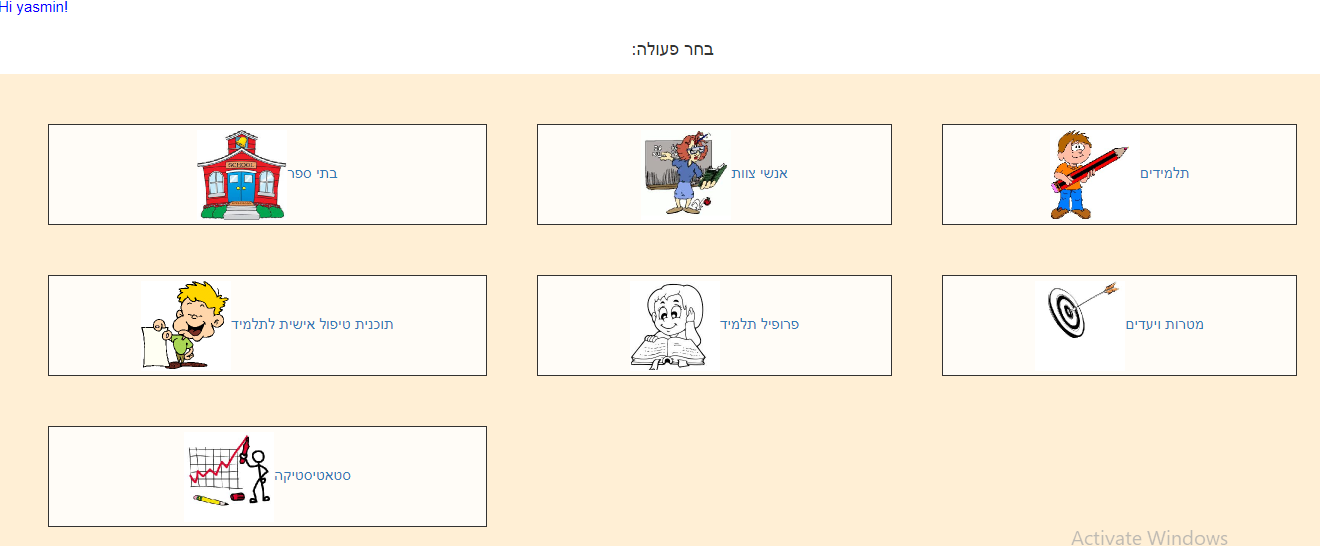 Hi yasmin!
בחר פעולה:
תלמידים
אנשי צוות
SCHOOL
בתי ספר
מטרות ויעדים
פרופיל תלמיד
תוכנית טיפול אישית לתלמיד
סטאטיסטיקה
Activate Windows